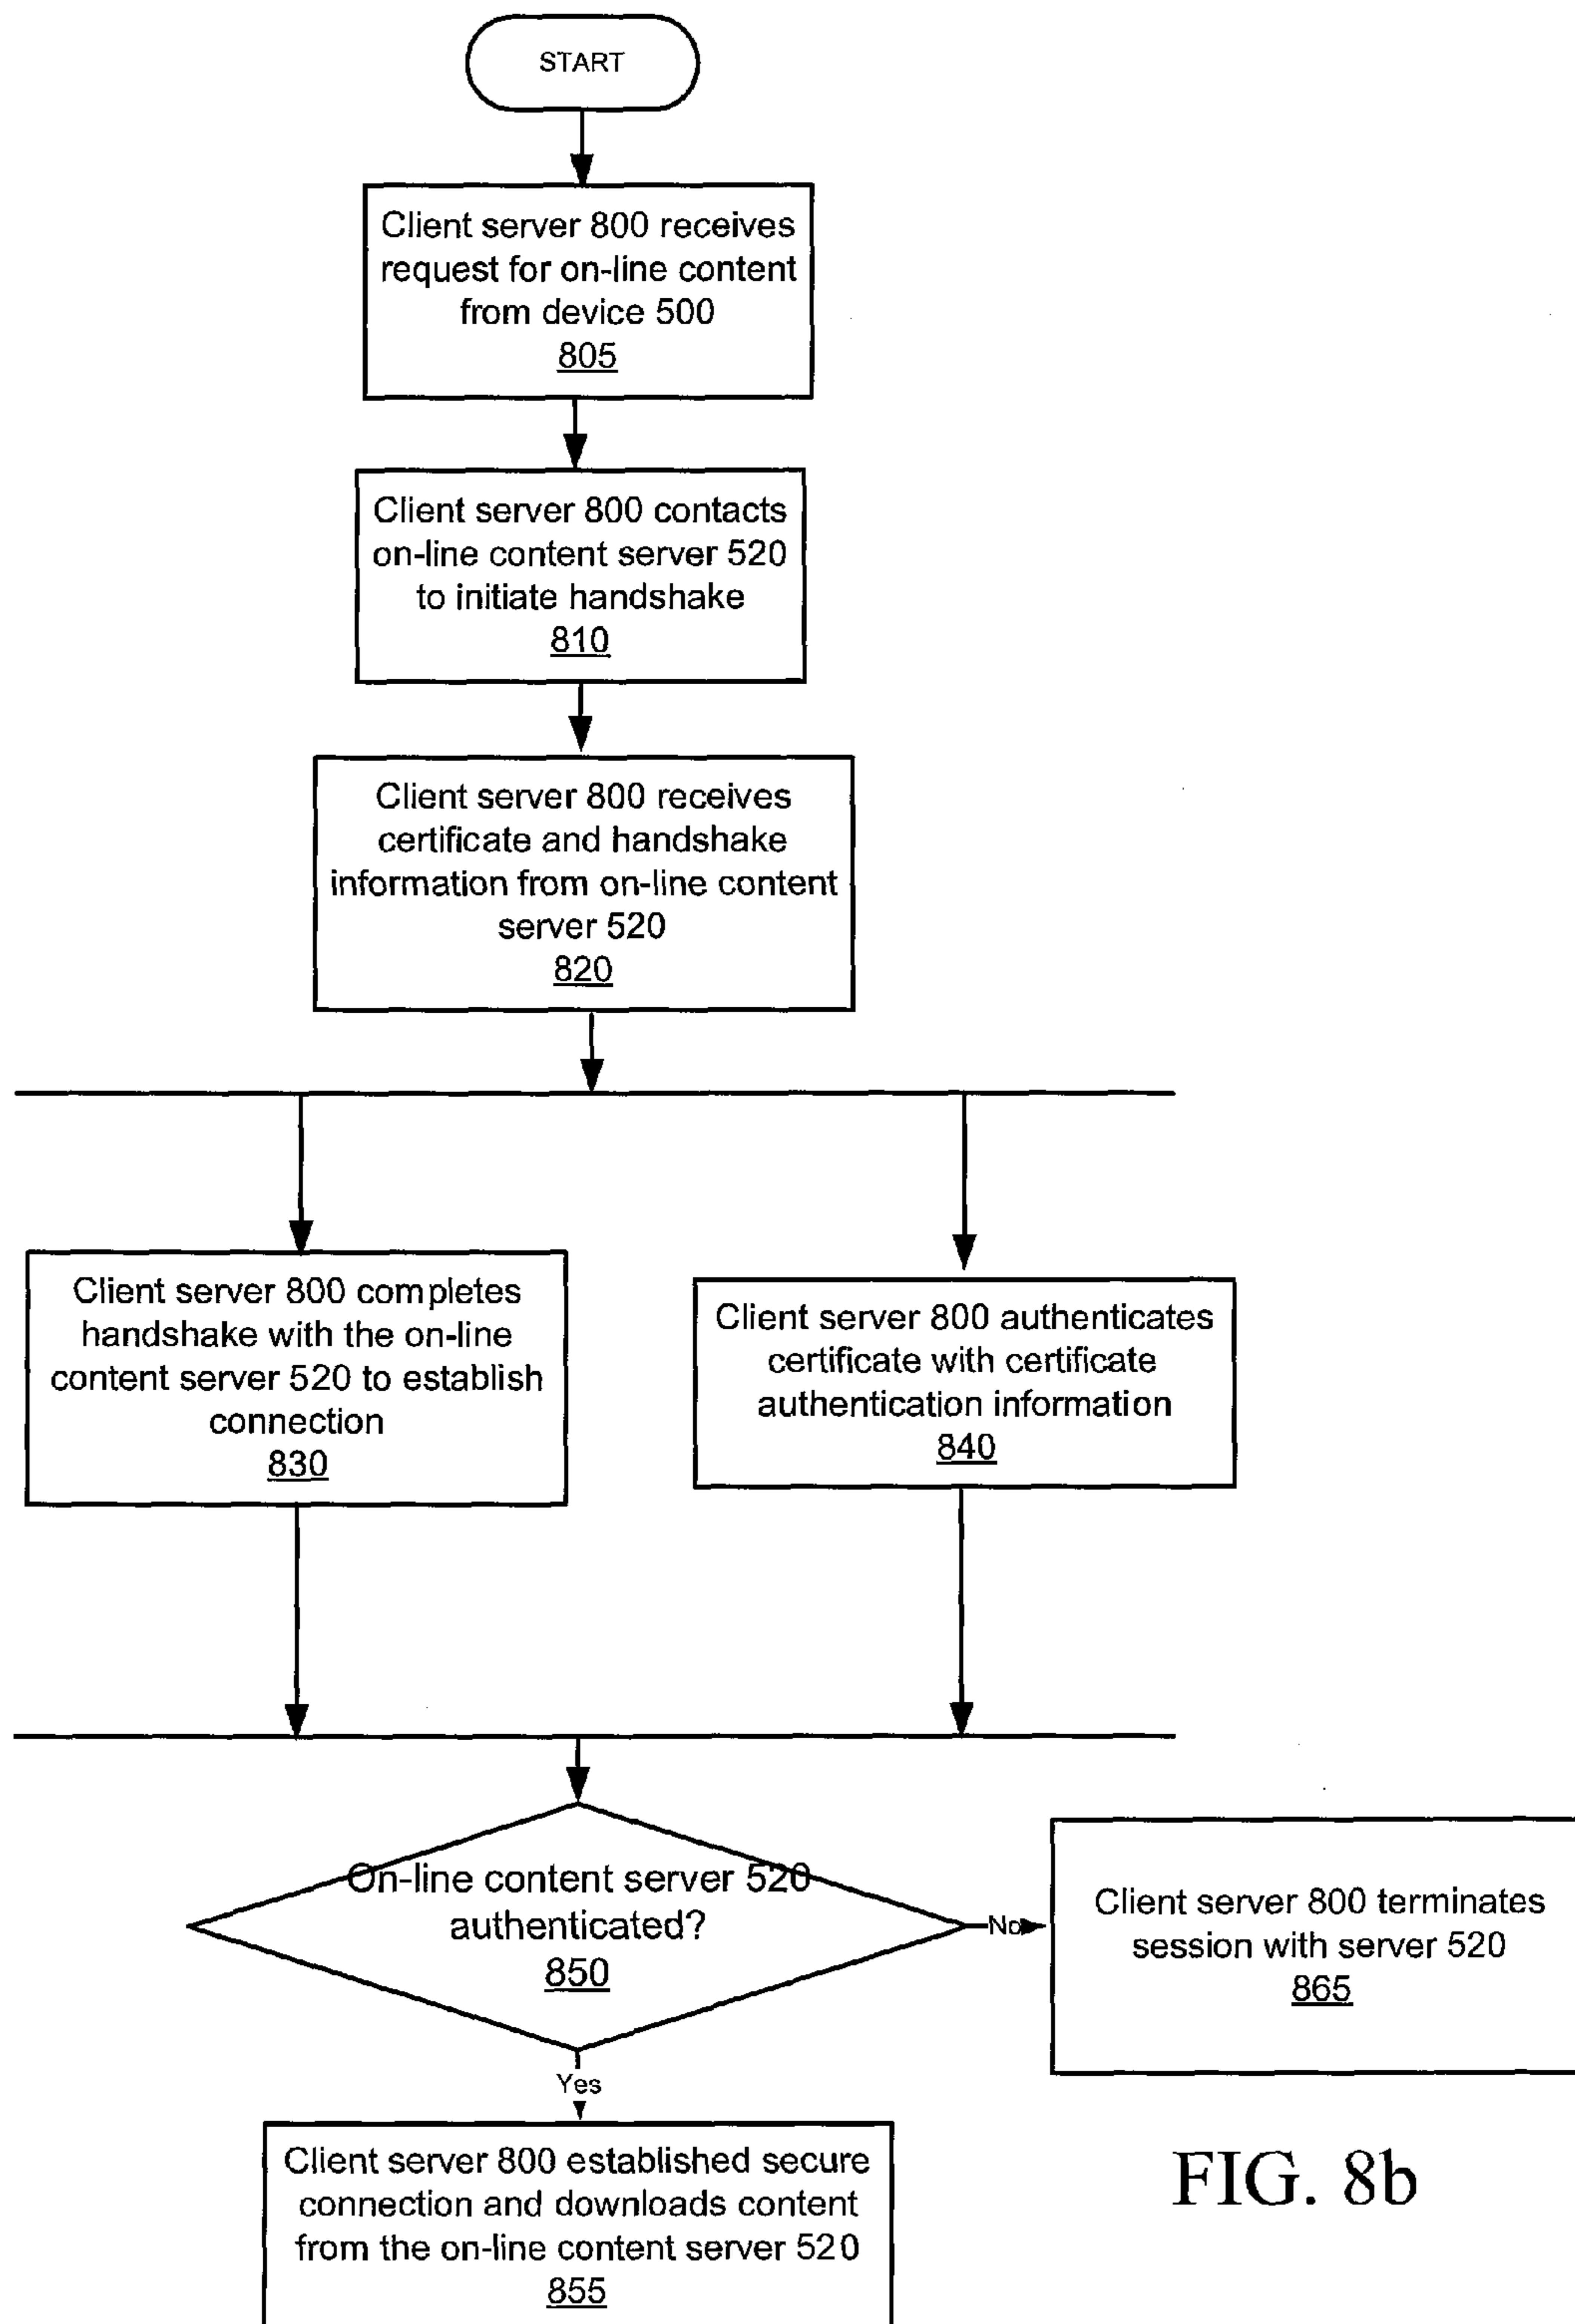 START
Client server 800 receives
request for on-line content
from device 500
805
Client server 800 contacts
on-line content server 520
to initiate handshake
810
Client server 800 receives
certificate and handshake
information from on-line content
server 520
820
Client server 800 completes
handshake with the on-line
content server 520 to establish
connection
830
Client server 800 authenticates
certificate with certificate
authentication information
840
On-line content server 520
authenticated?
850
No
Client server 800 terminates
session with server 520
865
Yes
Client server 800 established secure
connection and downloads content
from the on-line content server 520
855
FIG. 8b